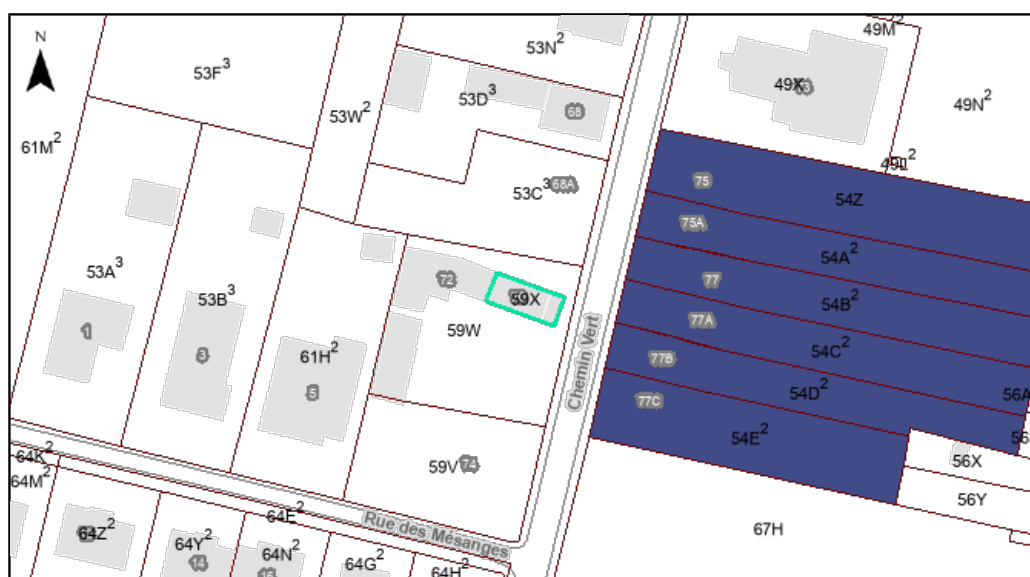 N
53F³
53N²
49M²
49X
49N²
53W²
53D³
68
61M²
49L²
53C³
68A
75
54Z
75A
54A²
53A³
53B³
72
59X
77
54B²
59W
77A
54C²
61H²
1
3
5
Chemin Vert
77B
54D²
56A
77C
54E²
59V
74
56X
56Y
64K²
64M²
64E²
Rue des Mésanges
64Z²
64Y²
14
64N²
64G²
64H²
67H